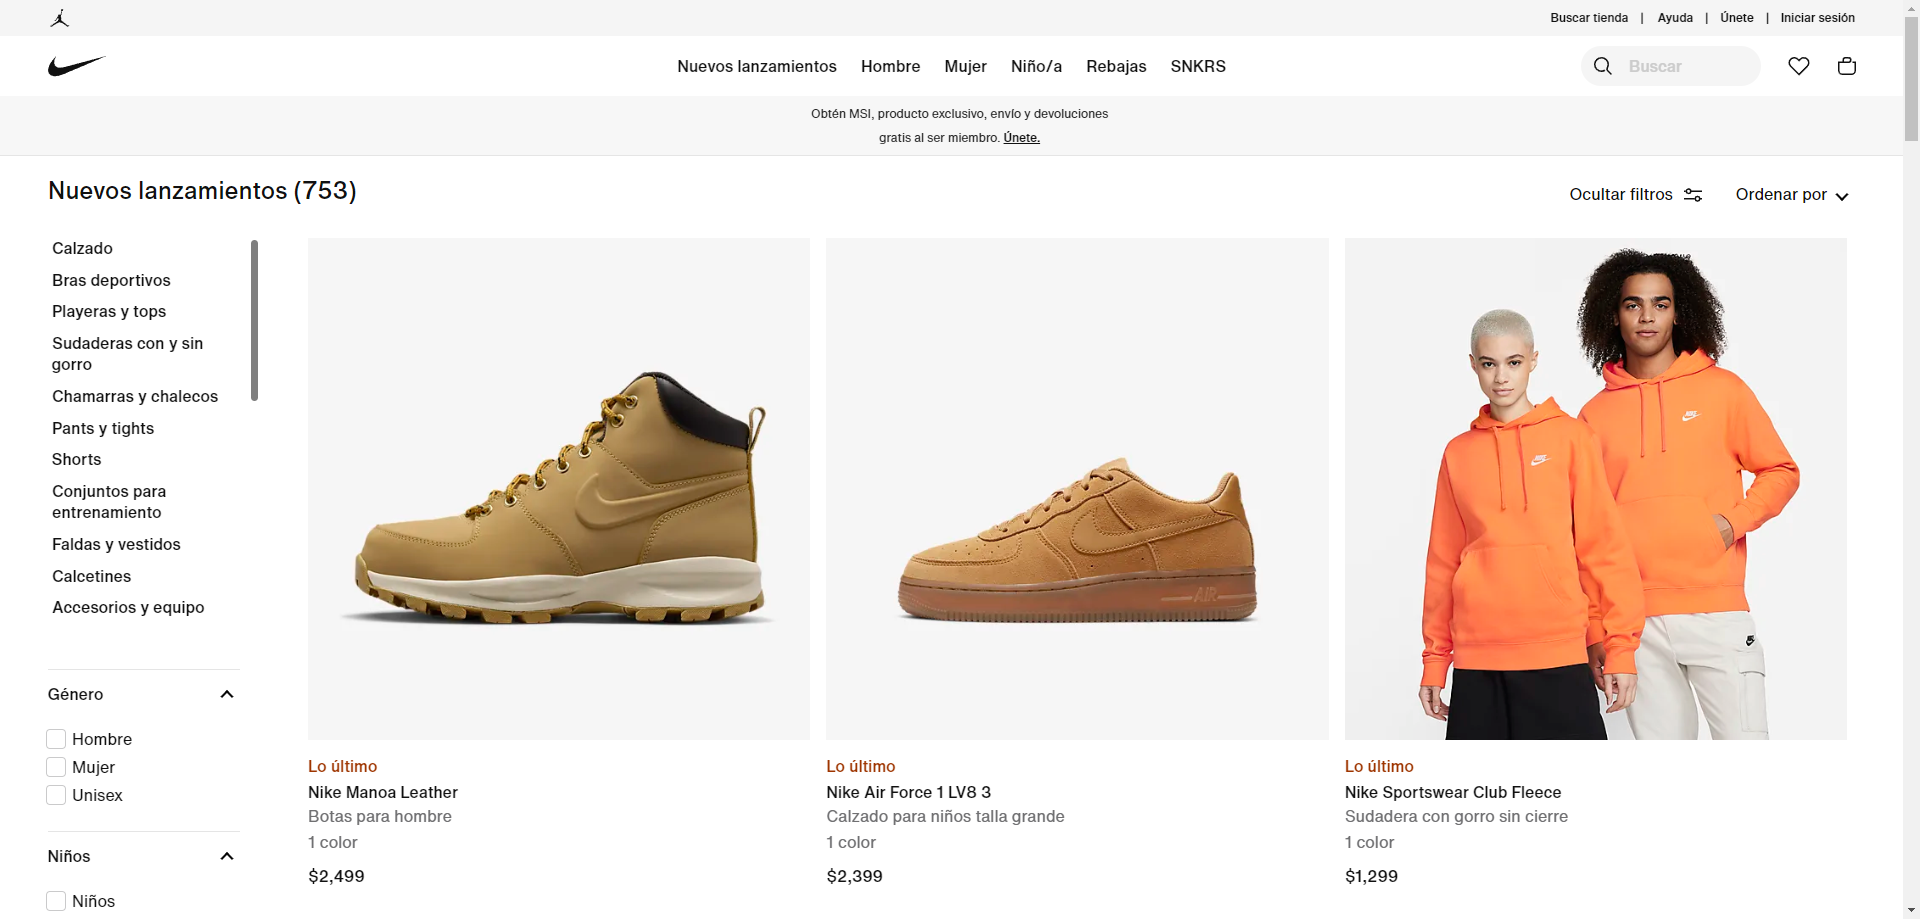 Buscar tienda | Ayuda | Únete | Iniciar sesión
Nuevos lanzamientos Hombre Mujer Niño/a Rebajas SNKRS
Buscar
Obtén MSI, producto exclusivo, envío y devoluciones
gratis al ser miembro. Únete.
Nuevos lanzamientos (753)
Ocultar filtros
Ordenar por
Calzado
Bras deportivos
Playeras y tops
Sudaderas con y sin
gorro
Chamarras y chalecos
Pants y tights
Shorts
Conjuntos para
entrenamiento
Faldas y vestidos
Calcetines
Accesorios y equipo
Género
Hombre
Mujer
Unisex
Niños
Niños
AIR
NIKE
NIKE
Lo último
Nike Manoa Leather
Botas para hombre
1 color
$2,499
Lo último
Nike Air Force 1 LV8 3
Calzado para niños talla grande
1 color
$2,399
Lo último
Nike Sportswear Club Fleece
Sudadera con gorro sin cierre
1 color
$1,299